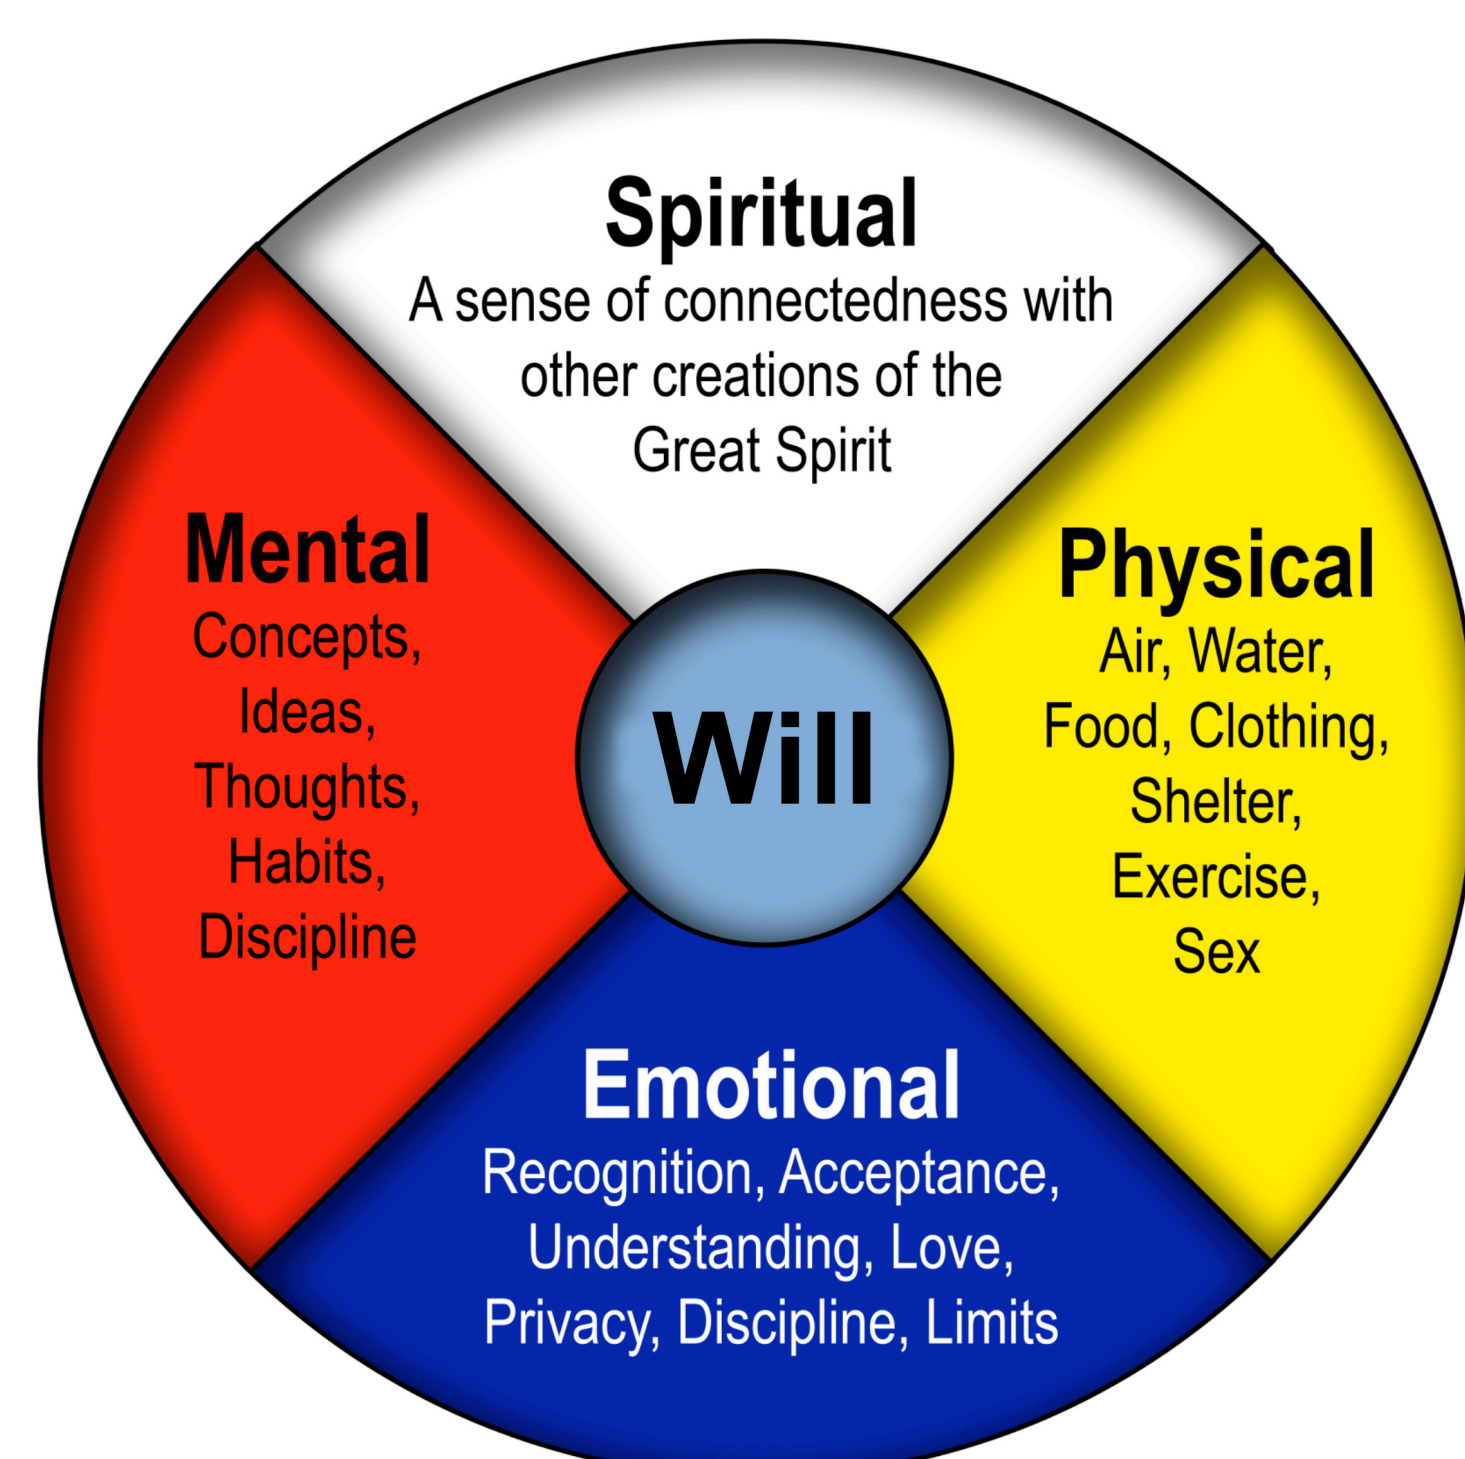 Spiritual
A sense of connectedness with
other creations of the
Great Spirit
Mental
Concepts,
Ideas,
Thoughts,
Habits,
Discipline
Will
Physical
Air, Water,
Food, Clothing,
Shelter,
Exercise,
Sex
Emotional
Recognition, Acceptance,
Understanding, Love,
Privacy, Discipline, Limits